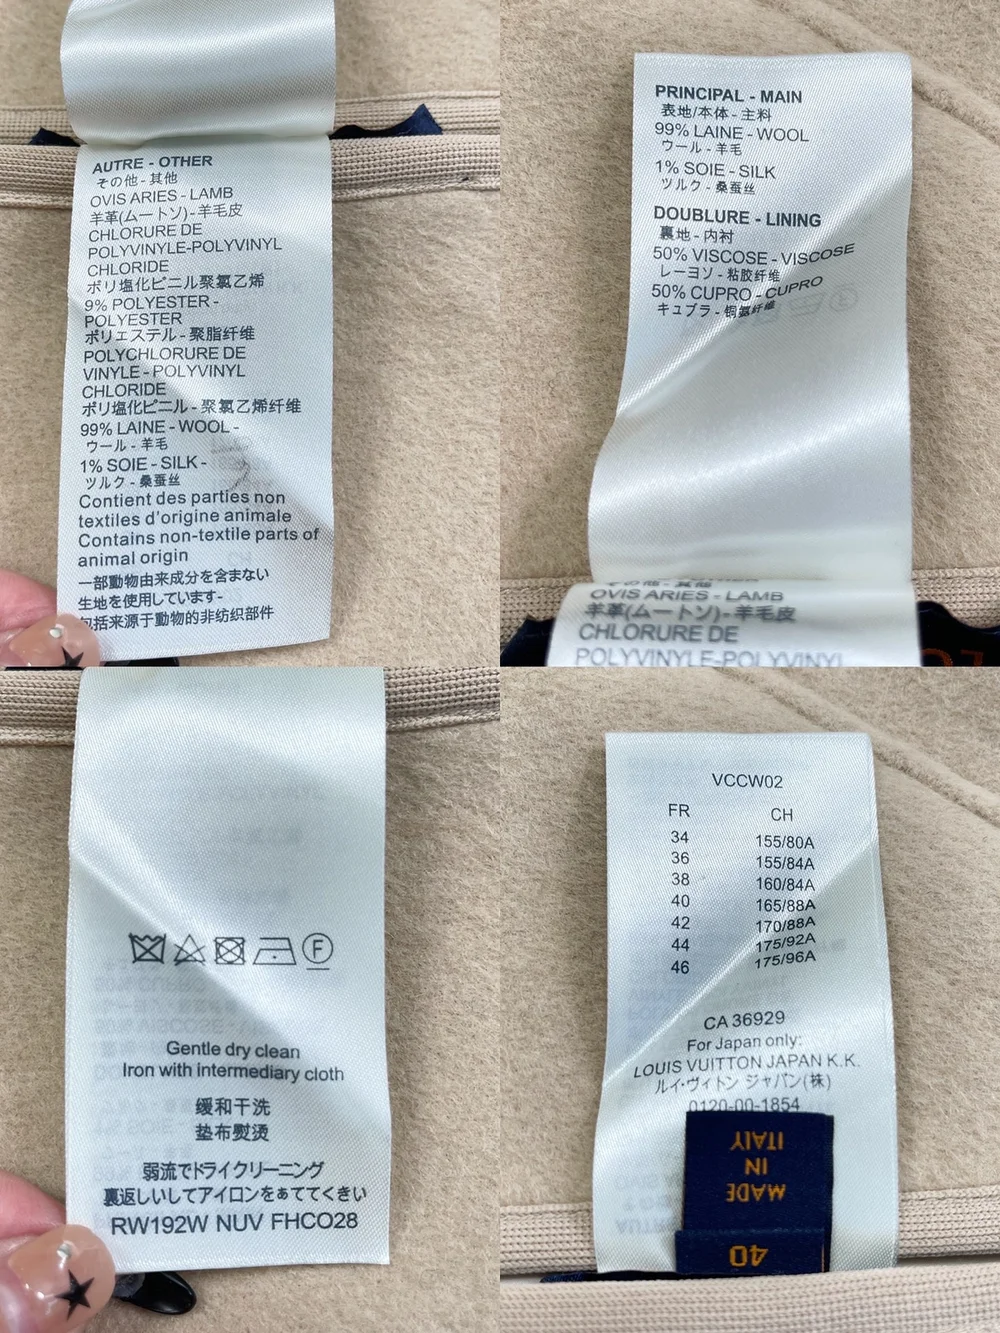 AUTRE - OTHER
その他 - 其他
OVIS ARIES - LAMB
羊革(ムートソ) - 羊毛皮
CHLORURE DE
POLYVINYLE-POLYVINYL
CHLORIDE
ポリ塩化ビニル聚氯乙烯
9% POLYESTER -
POLYESTER
ポリエステル - 聚脂纤维
POLYCHLORURE DE
VINYLE - POLYVINYL
CHLORIDE
ポリ塩化ビニル - 聚氯乙烯纤维
99% LAINE - WOOL -
ウール - 羊毛
1% SOIE - SILK -
ツルク - 桑蚕丝
Contient des parties non
textiles d'origine animale
Contains non-textile parts of
animal origin
一部動物由来成分を含まない
生地を使用しています-
包括来源于動物的非纺织部件
PRINCIPAL - MAIN
表地/本体 - 主料
99% LAINE - WOOL
ウール - 羊毛
1% SOIE - SILK
ツルク - 桑蚕丝
DOUBLURE - LINING
裏地 - 内衬
50% VISCOSE - VISCOSE
レーヨソ - 粘胶纤维
50% CUPRO - CUPRO
キュブラ - 铜氨纤维
その他 - 其他
OVIS ARIES - LAMB
羊革(ムートソ) - 羊毛皮
CHLORURE DE
POLYVINYLE-POLYVINYL
Gentle dry clean
Iron with intermediary cloth
缓和干洗
垫布熨烫
弱流でドライクリーニング
裏返しいしてアイロンをあててくきい
RW192W NUV FHCO28
VCCW02
FR CH
34 155/80A
36 155/84A
38 160/84A
40 165/88A
42 170/88A
44 175/92A
46 175/96A
CA 36929
For Japan only:
LOUIS VUITTON JAPAN K.K.
ルイ・ヴィトン ジャパン(株)
0120-00-1854
MADE
IN
ITALY
40